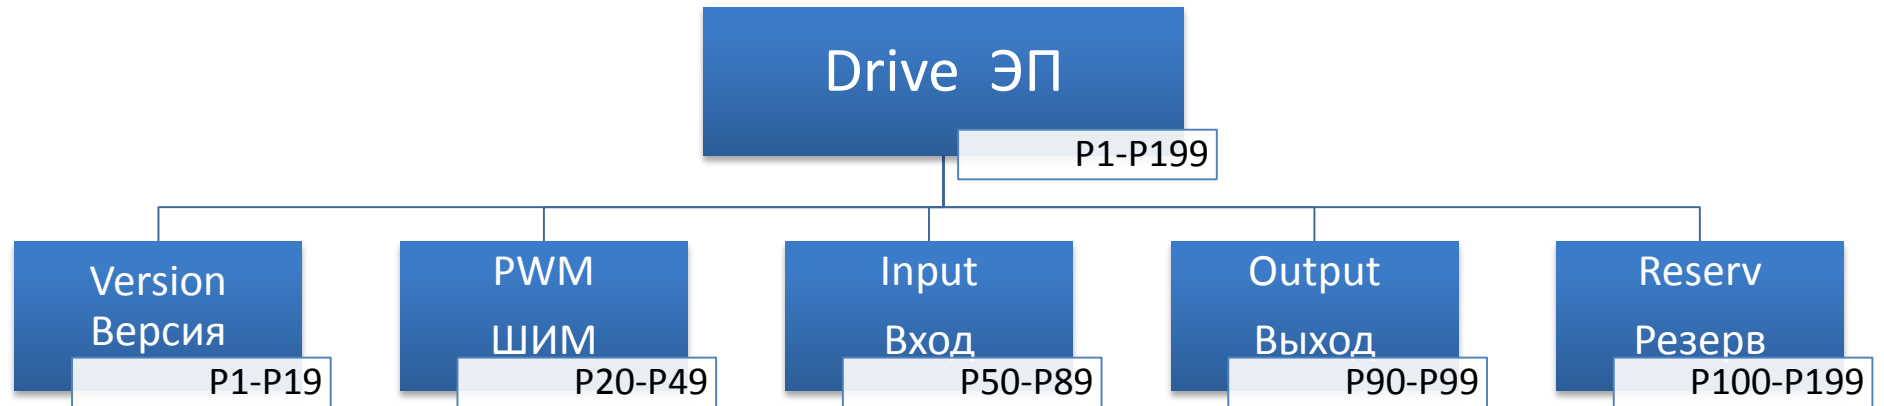 Drive ЭП
P1-P199
Version
Версия
P1-P19
PWM
ШИМ
P20-P49
Input
Вход
P50-P89
Output
Выход
P90-P99
Reserv
Резерв
P100-P199